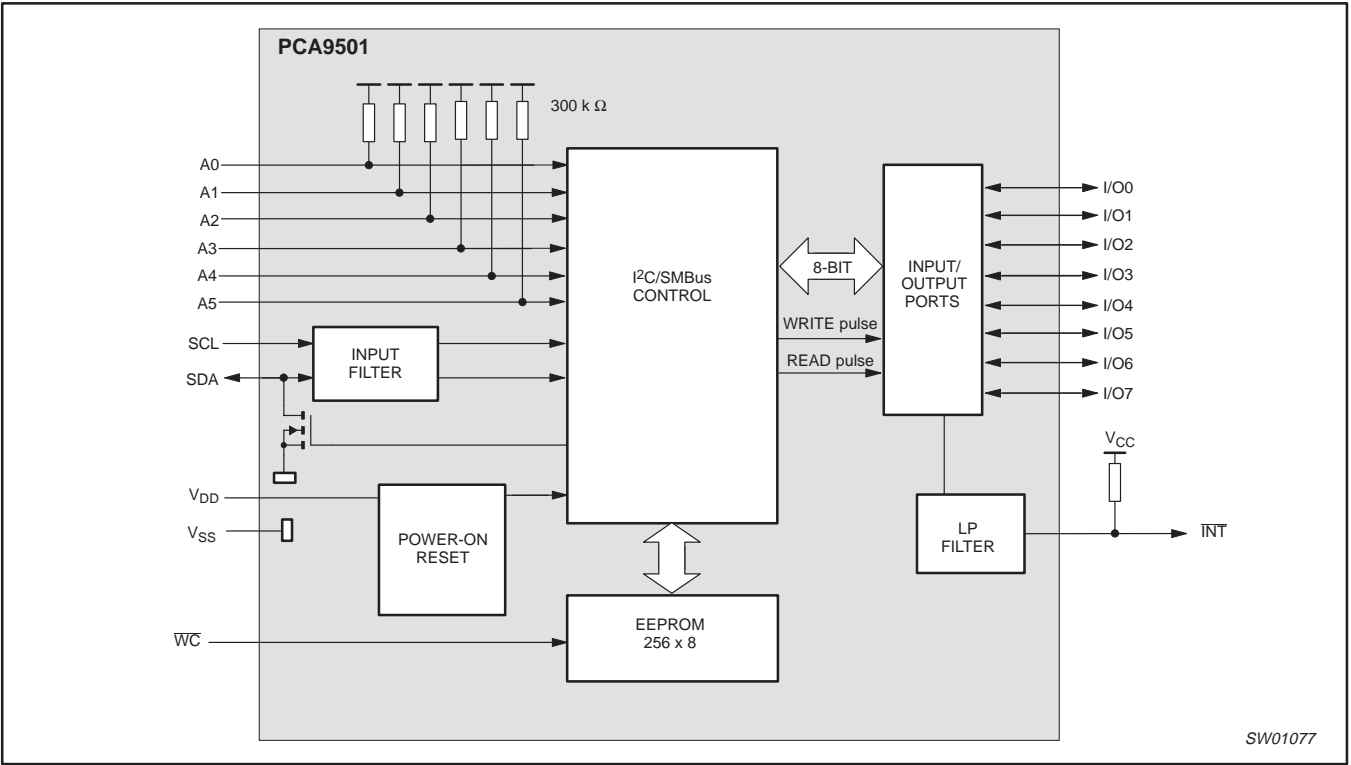 PCA9501
300 k Ω
A0
A1
A2
A3
A4
A5
SCL
SDA
VDD
VSS
WC
INPUT
FILTER
POWER-ON
RESET
I²C/SMBus
CONTROL
EEPROM
256 x 8
8-BIT
WRITE pulse
READ pulse
INPUT/
OUTPUT
PORTS
I/O0
I/O1
I/O2
I/O3
I/O4
I/O5
I/O6
I/O7
VCC
LP
FILTER
INT
SW01077